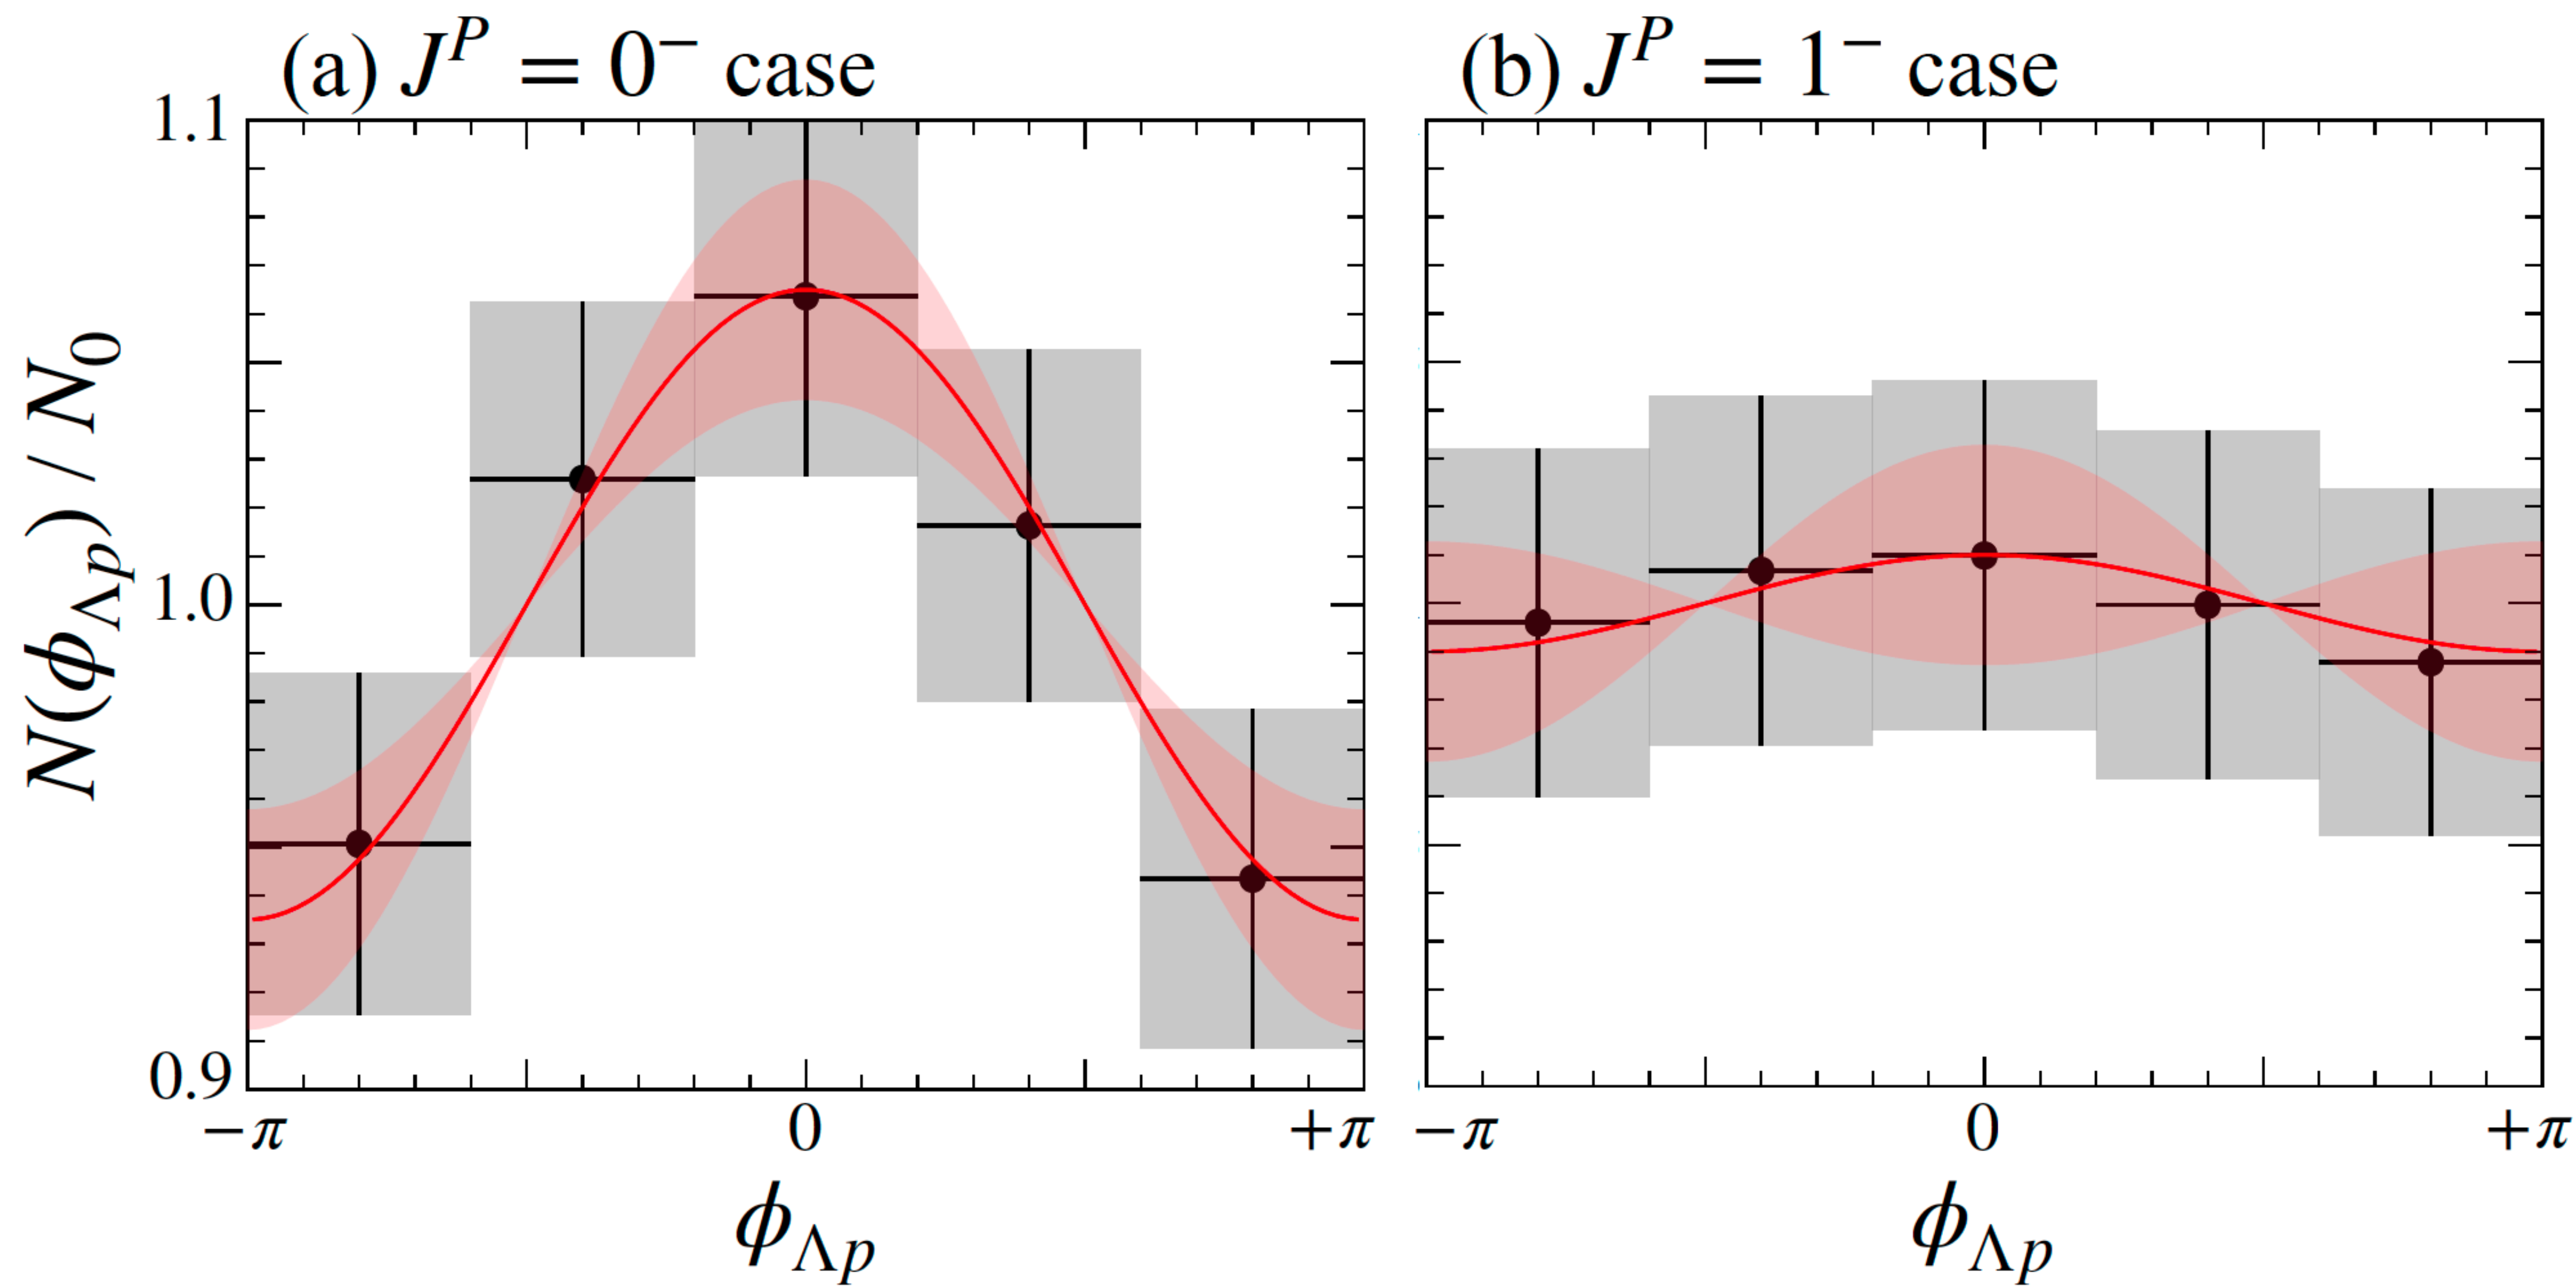 (a) J^P = 0^- case
(b) J^P = 1^- case
N(ϕ_Λp) / N_0
1.1
1.0
0.9
−π 0 +π
−π 0 +π
ϕ_Λp
ϕ_Λp